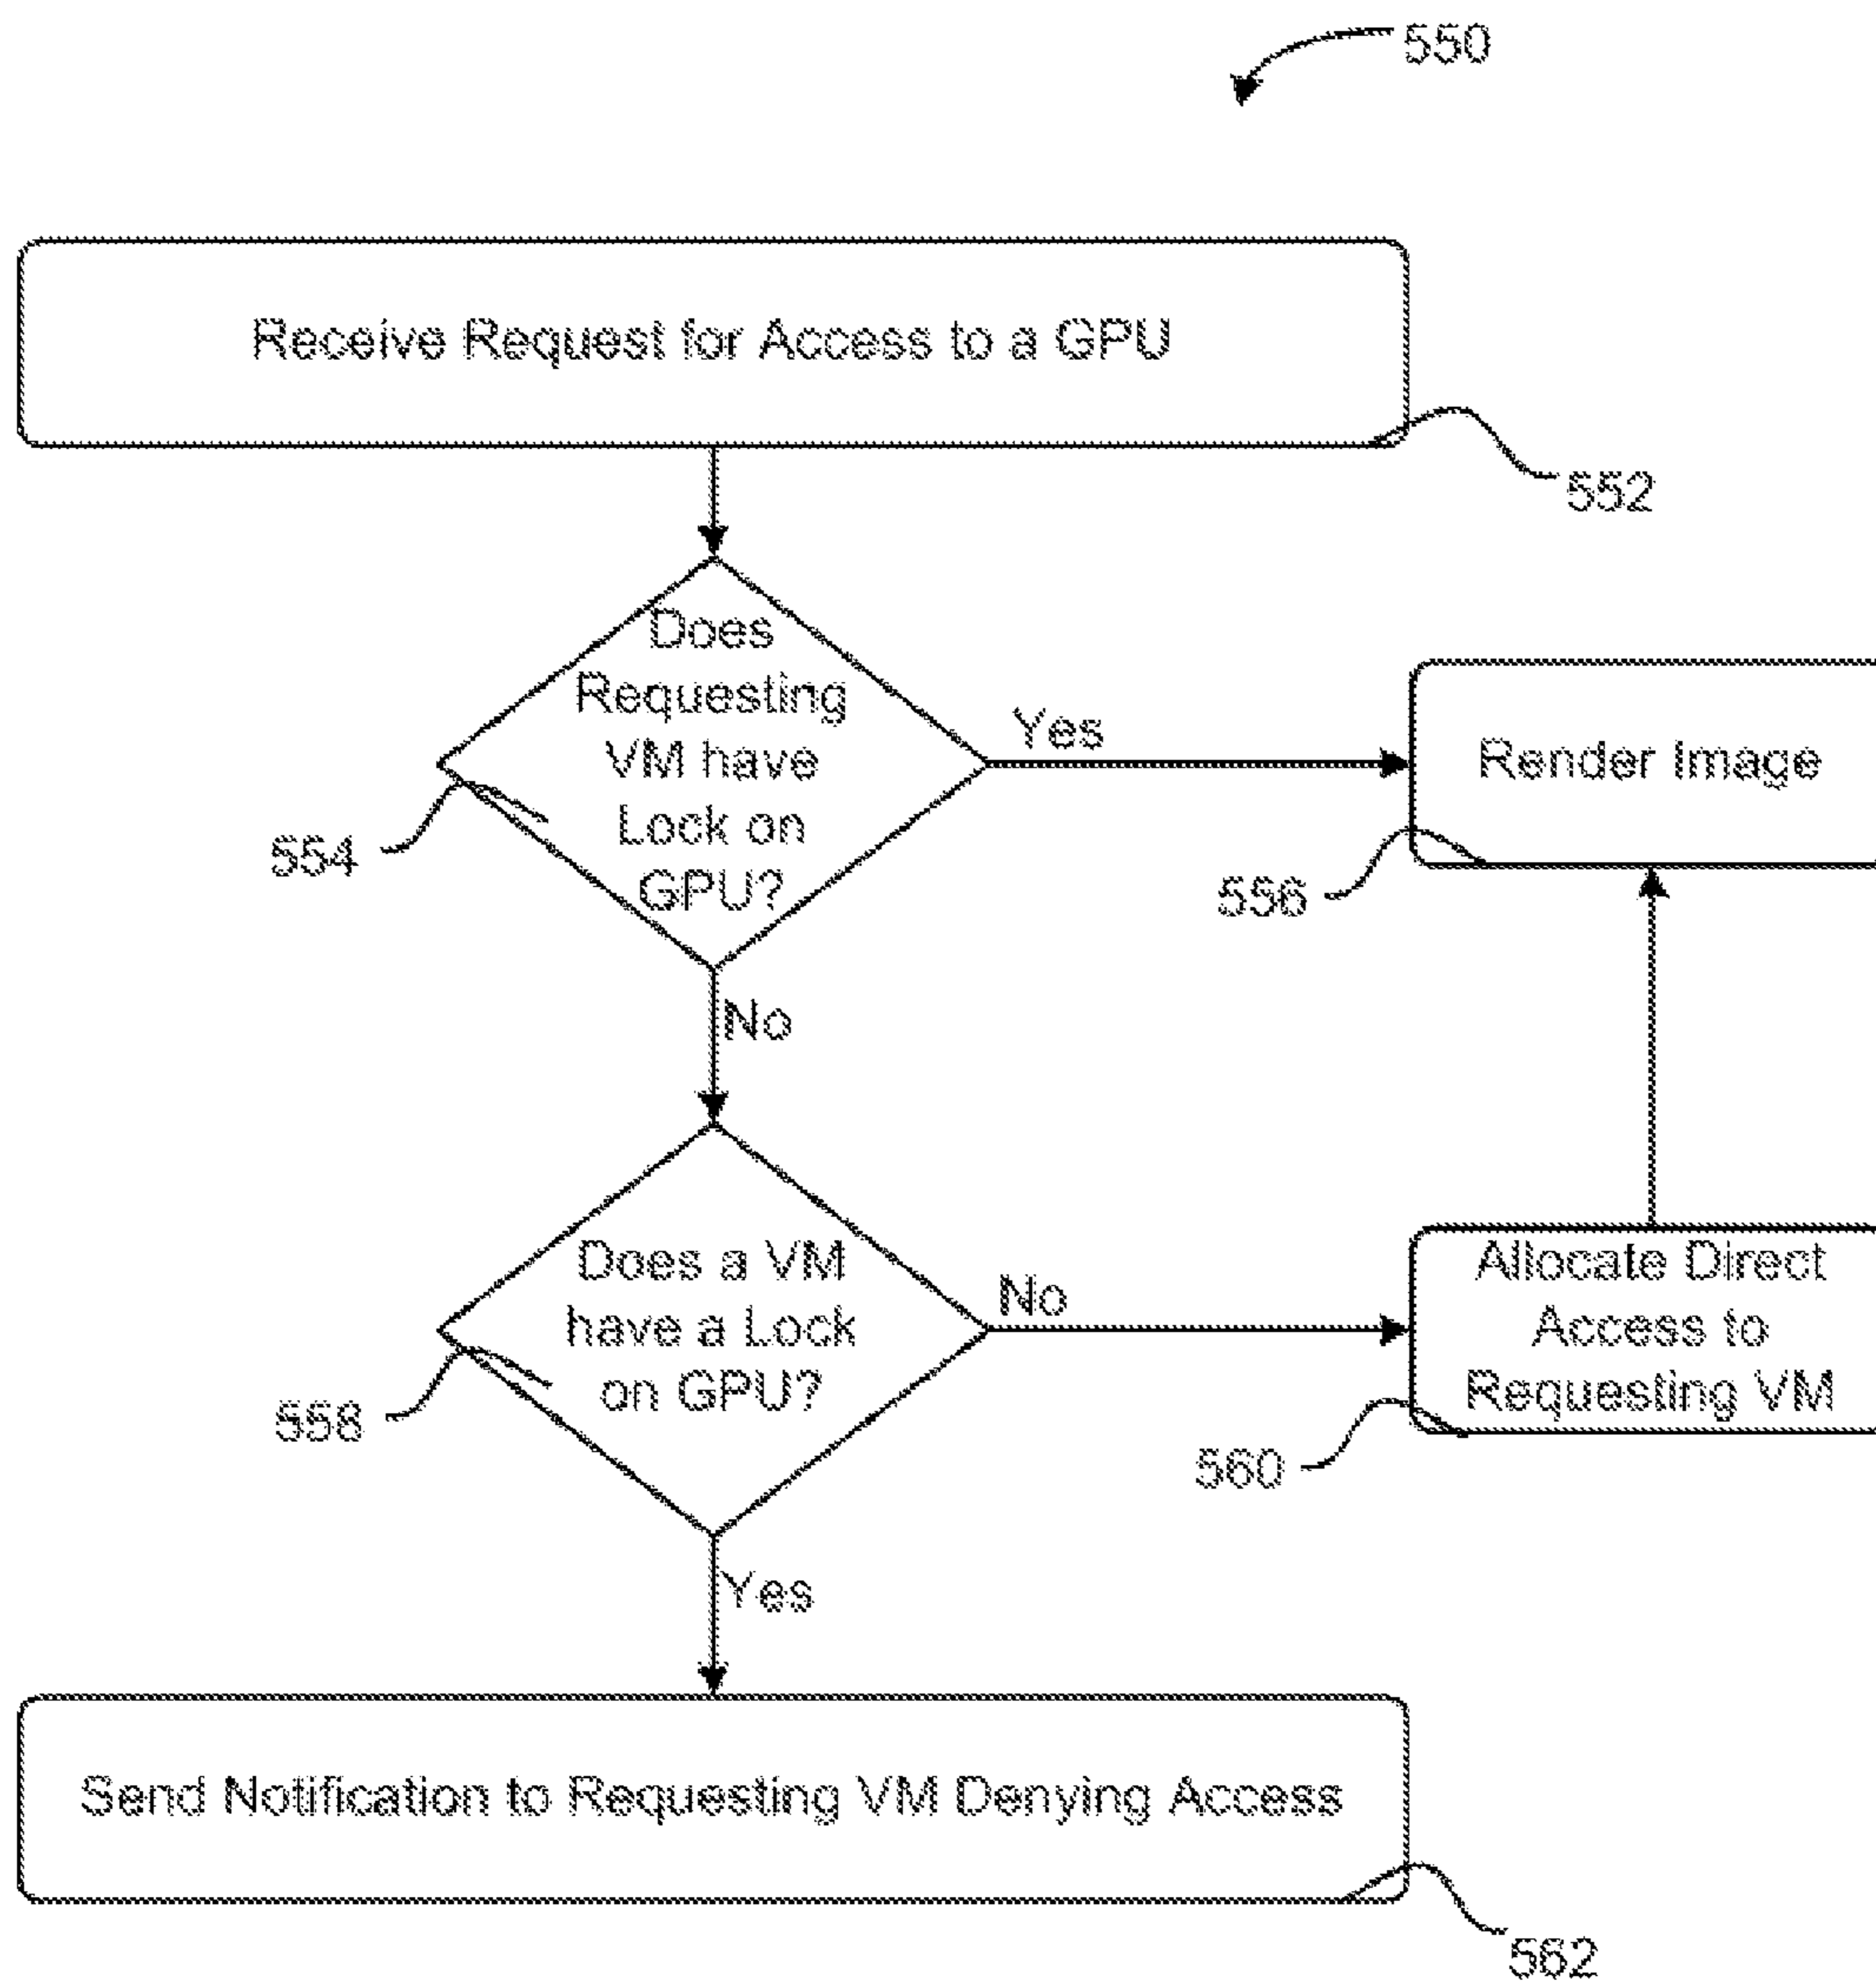 550
Receive Request for Access to a GPU
552
Does
Requesting
VM have
Lock on
GPU?
Yes
Render Image
554
556
No
Does a VM
have a Lock
on GPU?
No
Allocate Direct
Access to
Requesting VM
558
560
Yes
Send Notification to Requesting VM Denying Access
562